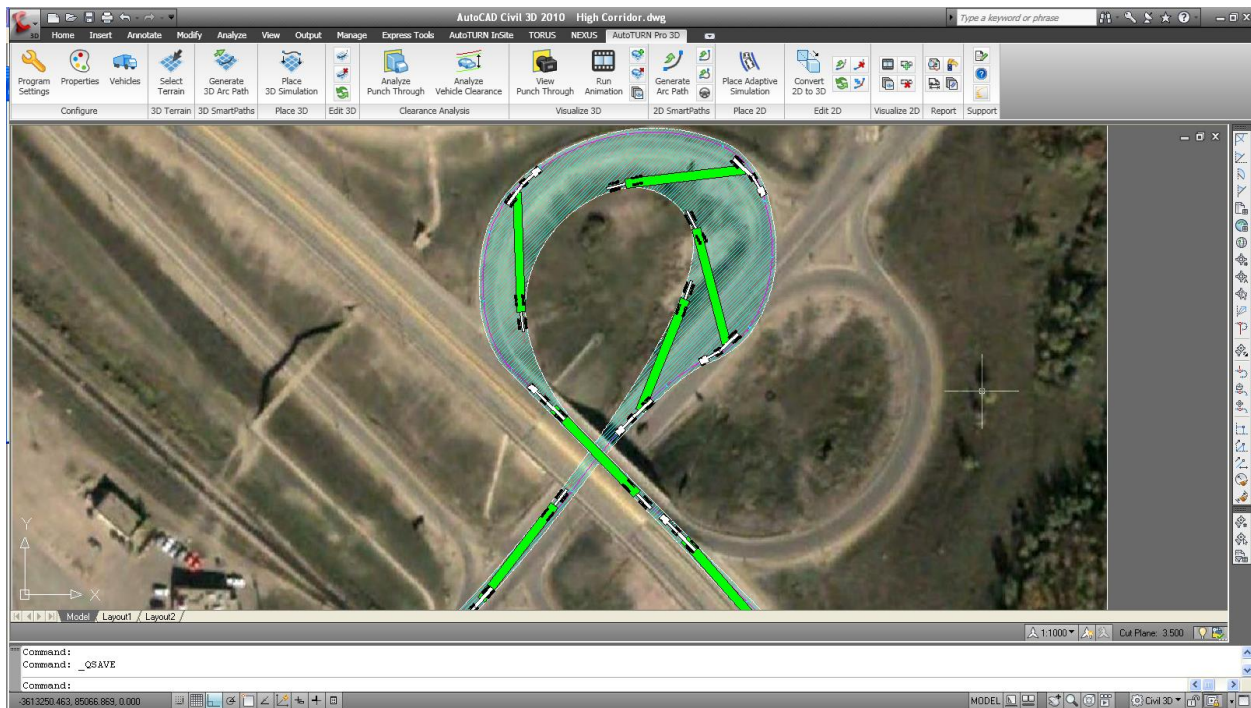 AutoCAD Civil 3D 2010 High Corridor.dwg
Type a keyword or phrase
3D
Home Insert Annotate Modify Analyze View Output Manage Express Tools AutoTURN InSite TORUS NEXUS AutoTURN Pro 3D
Program Settings
Properties
Vehicles
Select Terrain
Generate 3D Arc Path
Place 3D Simulation
Analyze Punch Through
Analyze Vehicle Clearance
View Punch Through
Run Animation
Generate Arc Path
Place Adaptive Simulation
Convert 2D to 3D
Configure
3D Terrain
3D SmartPaths
Place 3D
Edit 3D
Clearance Analysis
Visualize 3D
2D SmartPaths
Place 2D
Edit 2D
Visualize 2D
Report
Support
Y
X
Model Layout1 Layout2
1:1000 Cut Plane: 3.500
Command:
Command: _QSAVE
Command:
-3613250.463, 85066.869, 0.000
MODEL
Civil 3D